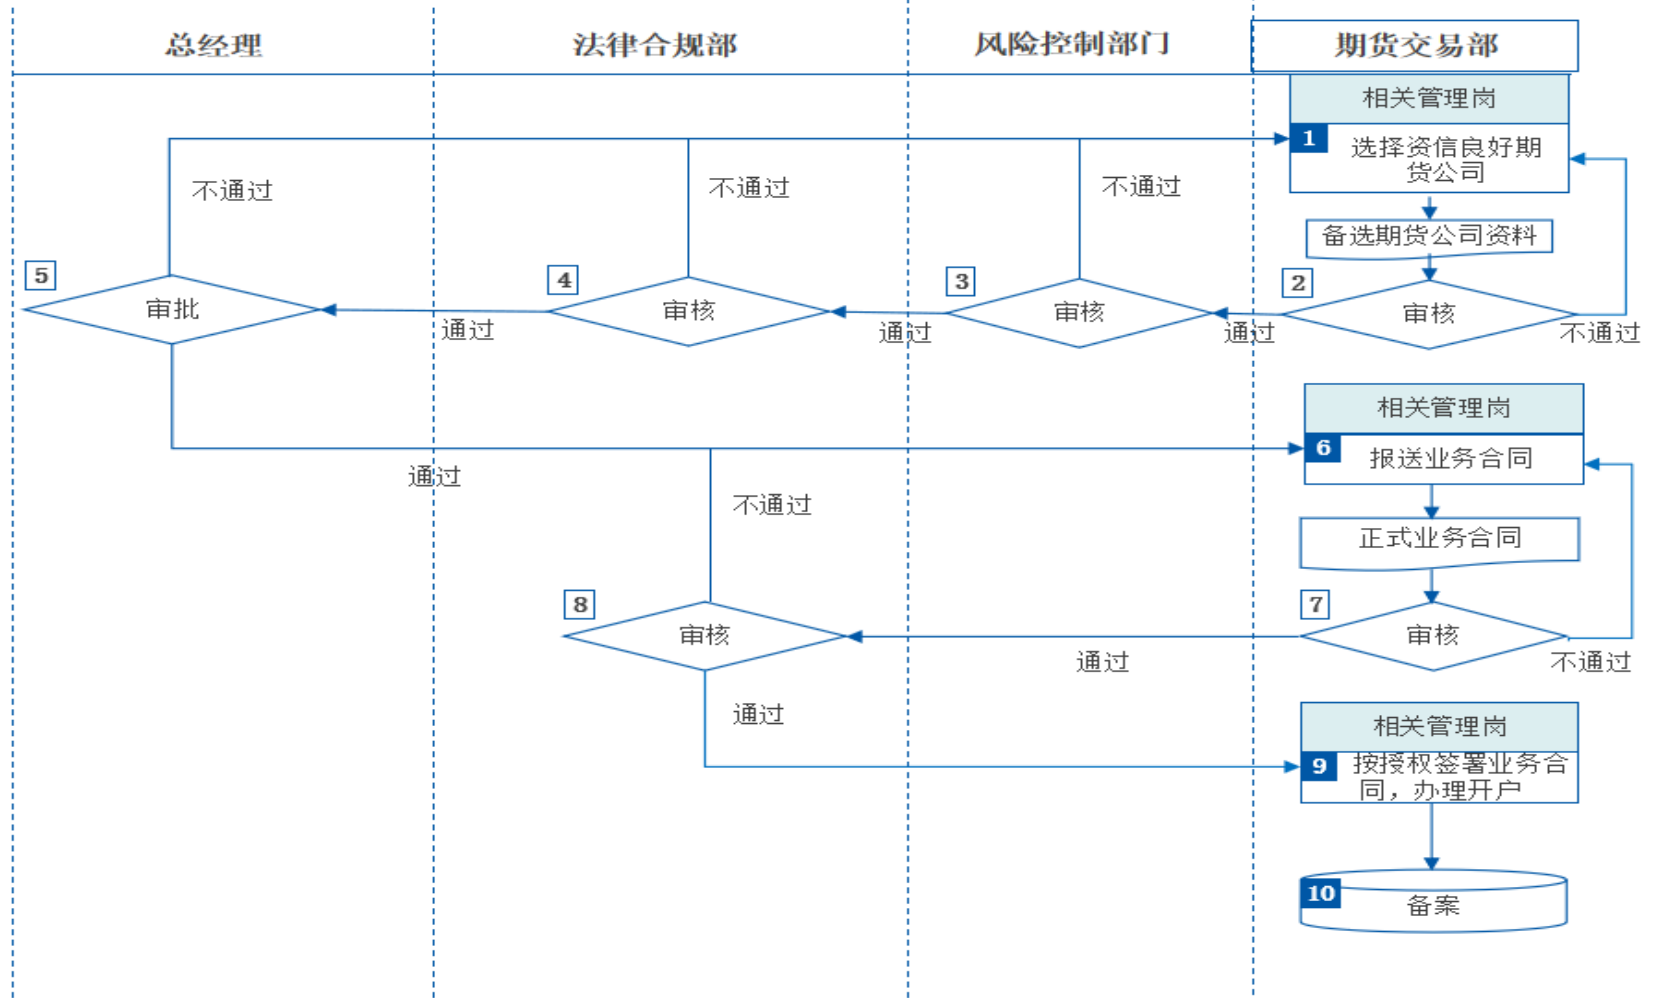 总经理
法律合规部
风险控制部门
期货交易部
相关管理岗
1
选择资信良好期
货公司
不通过
不通过
不通过
备选期货公司资料
5
4
3
2
审批
审核
审核
审核
通过
通过
通过
不通过
相关管理岗
6
报送业务合同
通过
不通过
正式业务合同
8
7
审核
审核
通过
不通过
通过
相关管理岗
9
按授权签署业务合
同，办理开户
10
备案